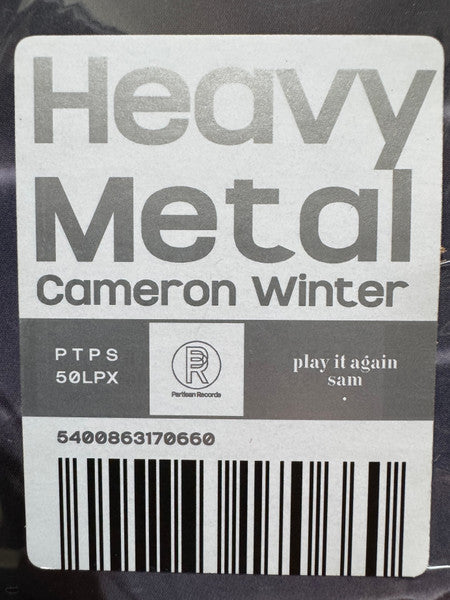 Heavy
Metal
Cameron Winter
PTPS
50LPX
Partisan Records
play it again
sam
5400863170660